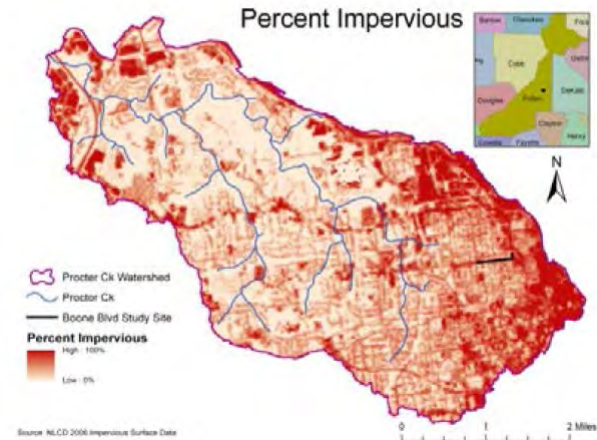 Percent Impervious
Cobb
Douglas
Fulton
DeKalb
Clayton
Henry
Fayette
N
Procter Ck Watershed
Proctor Ck
Boone Blvd Study Site
Percent Impervious
High : 100%
Low : 0%
Source: NLCD 2006 Impervious Surface Data
0 1 2 Miles